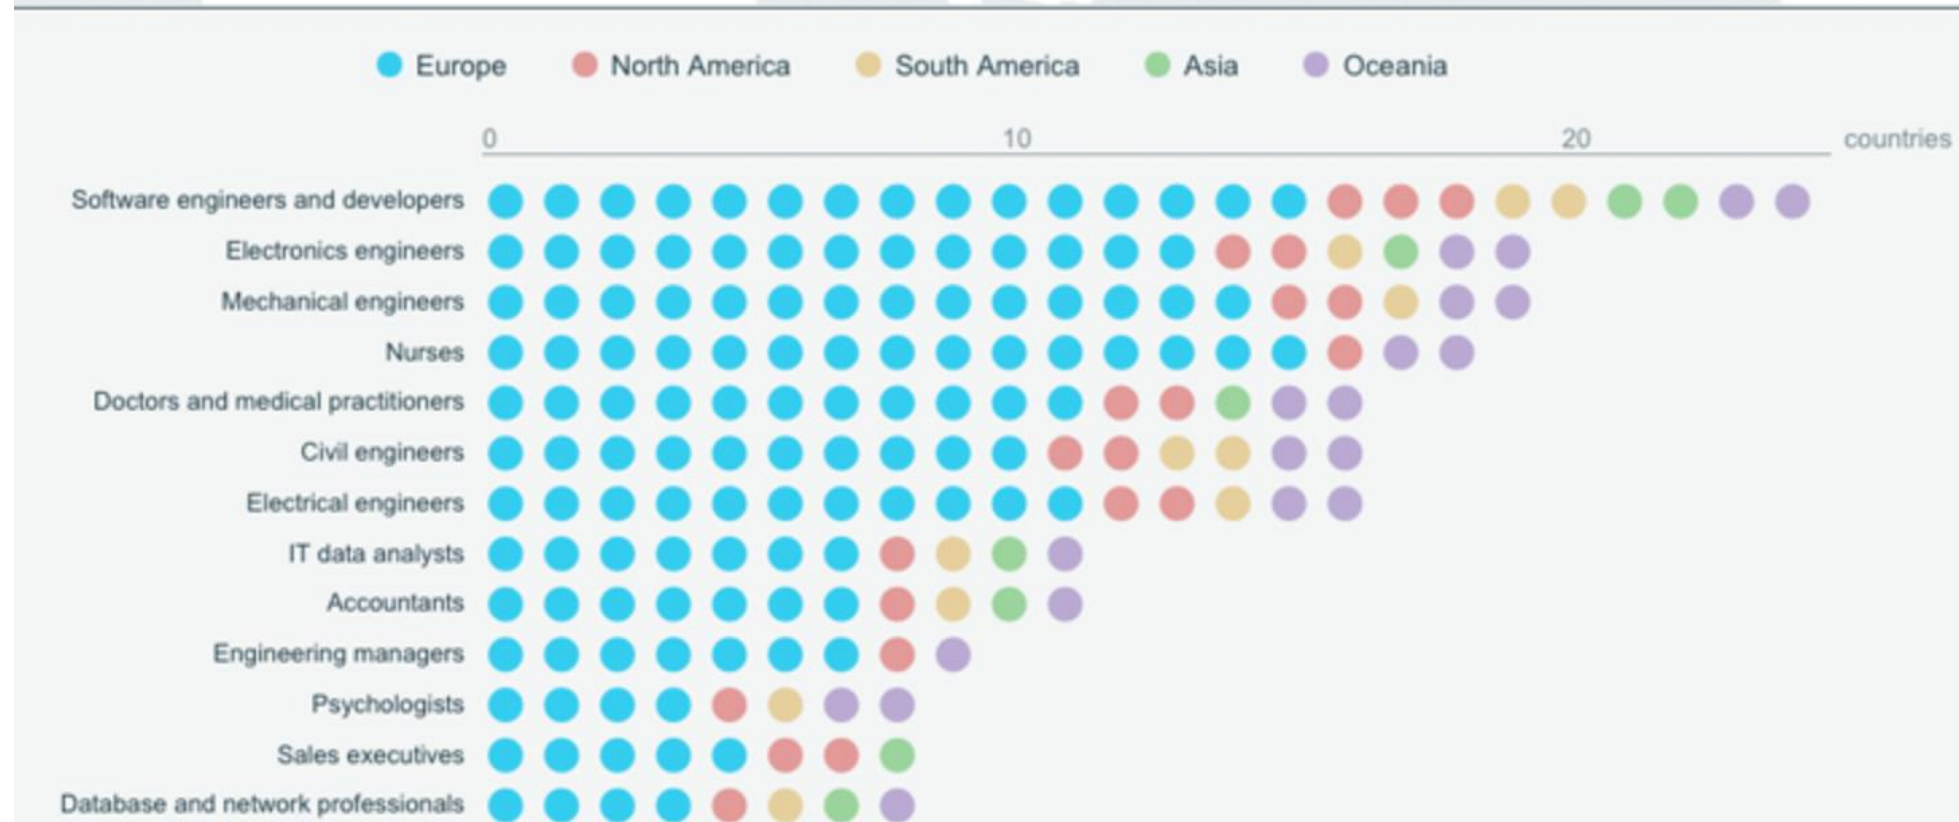 Europe North America South America Asia Oceania
0 10 20 countries
Software engineers and developers
Electronics engineers
Mechanical engineers
Nurses
Doctors and medical practitioners
Civil engineers
Electrical engineers
IT data analysts
Accountants
Engineering managers
Psychologists
Sales executives
Database and network professionals